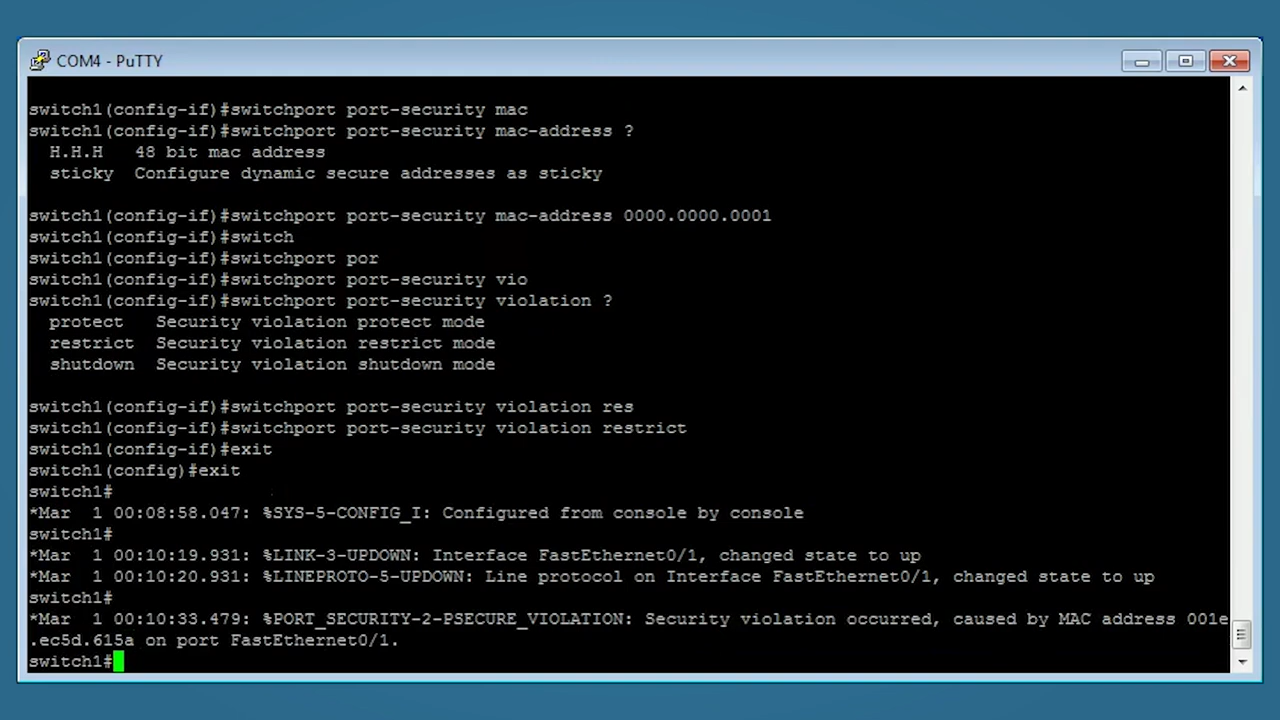 COM4 - PuTTY
switch1(config-if)#switchport port-security mac
switch1(config-if)#switchport port-security mac-address ?
  H.H.H   48 bit mac address
  sticky  Configure dynamic secure addresses as sticky
switch1(config-if)#switchport port-security mac-address 0000.0000.0001
switch1(config-if)#switch
switch1(config-if)#switchport por
switch1(config-if)#switchport port-security vio
switch1(config-if)#switchport port-security violation ?
  protect   Security violation protect mode
  restrict  Security violation restrict mode
  shutdown  Security violation shutdown mode
switch1(config-if)#switchport port-security violation res
switch1(config-if)#switchport port-security violation restrict
switch1(config-if)#exit
switch1(config)#exit
switch1#
*Mar  1 00:08:58.047: %SYS-5-CONFIG_I: Configured from console by console
switch1#
*Mar  1 00:10:19.931: %LINK-3-UPDOWN: Interface FastEthernet0/1, changed state to up
*Mar  1 00:10:20.931: %LINEPROTO-5-UPDOWN: Line protocol on Interface FastEthernet0/1, changed state to up
switch1#
*Mar  1 00:10:33.479: %PORT_SECURITY-2-PSECURE_VIOLATION: Security violation occurred, caused by MAC address 001e
.ec5d.615a on port FastEthernet0/1.
switch1#